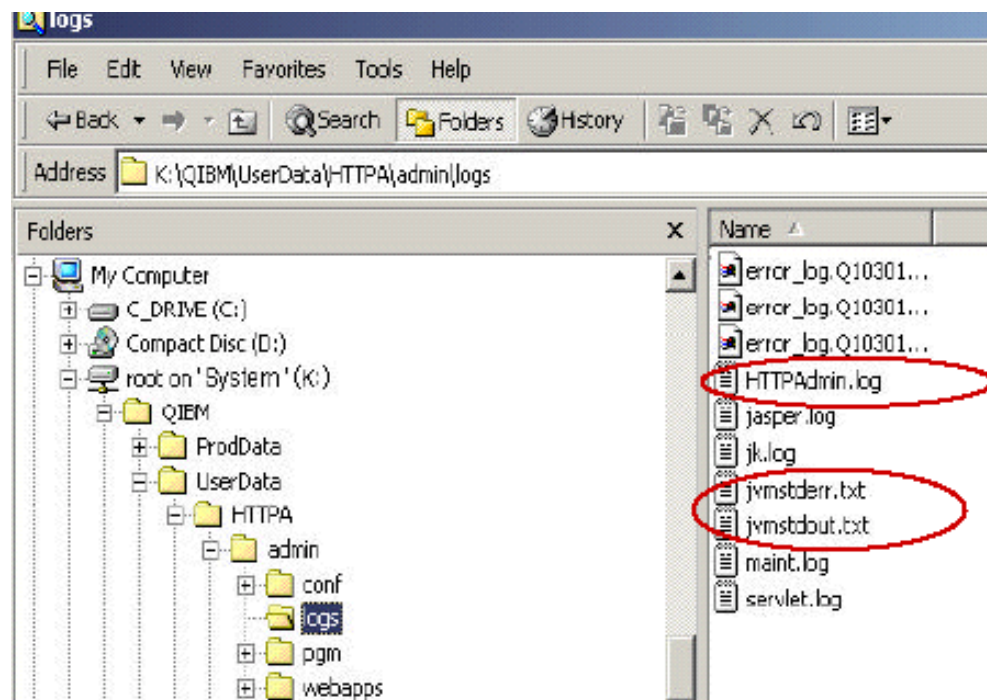 logs
File Edit View Favorites Tools Help
Back Search Folders History
Address K:\QIBM\UserData\HTTPA\admin\logs
Folders x
My Computer
C_DRIVE (C:)
Compact Disc (D:)
root on 'System' (K:)
QIBM
ProdData
UserData
HTTPA
admin
conf
logs
pgm
webapps
Name
error_log.Q10301...
error_log.Q10301...
error_log.Q10301...
HTTPAdmin.log
jasper.log
jk.log
jvmstderr.txt
jvmstdout.txt
maint.log
servlet.log